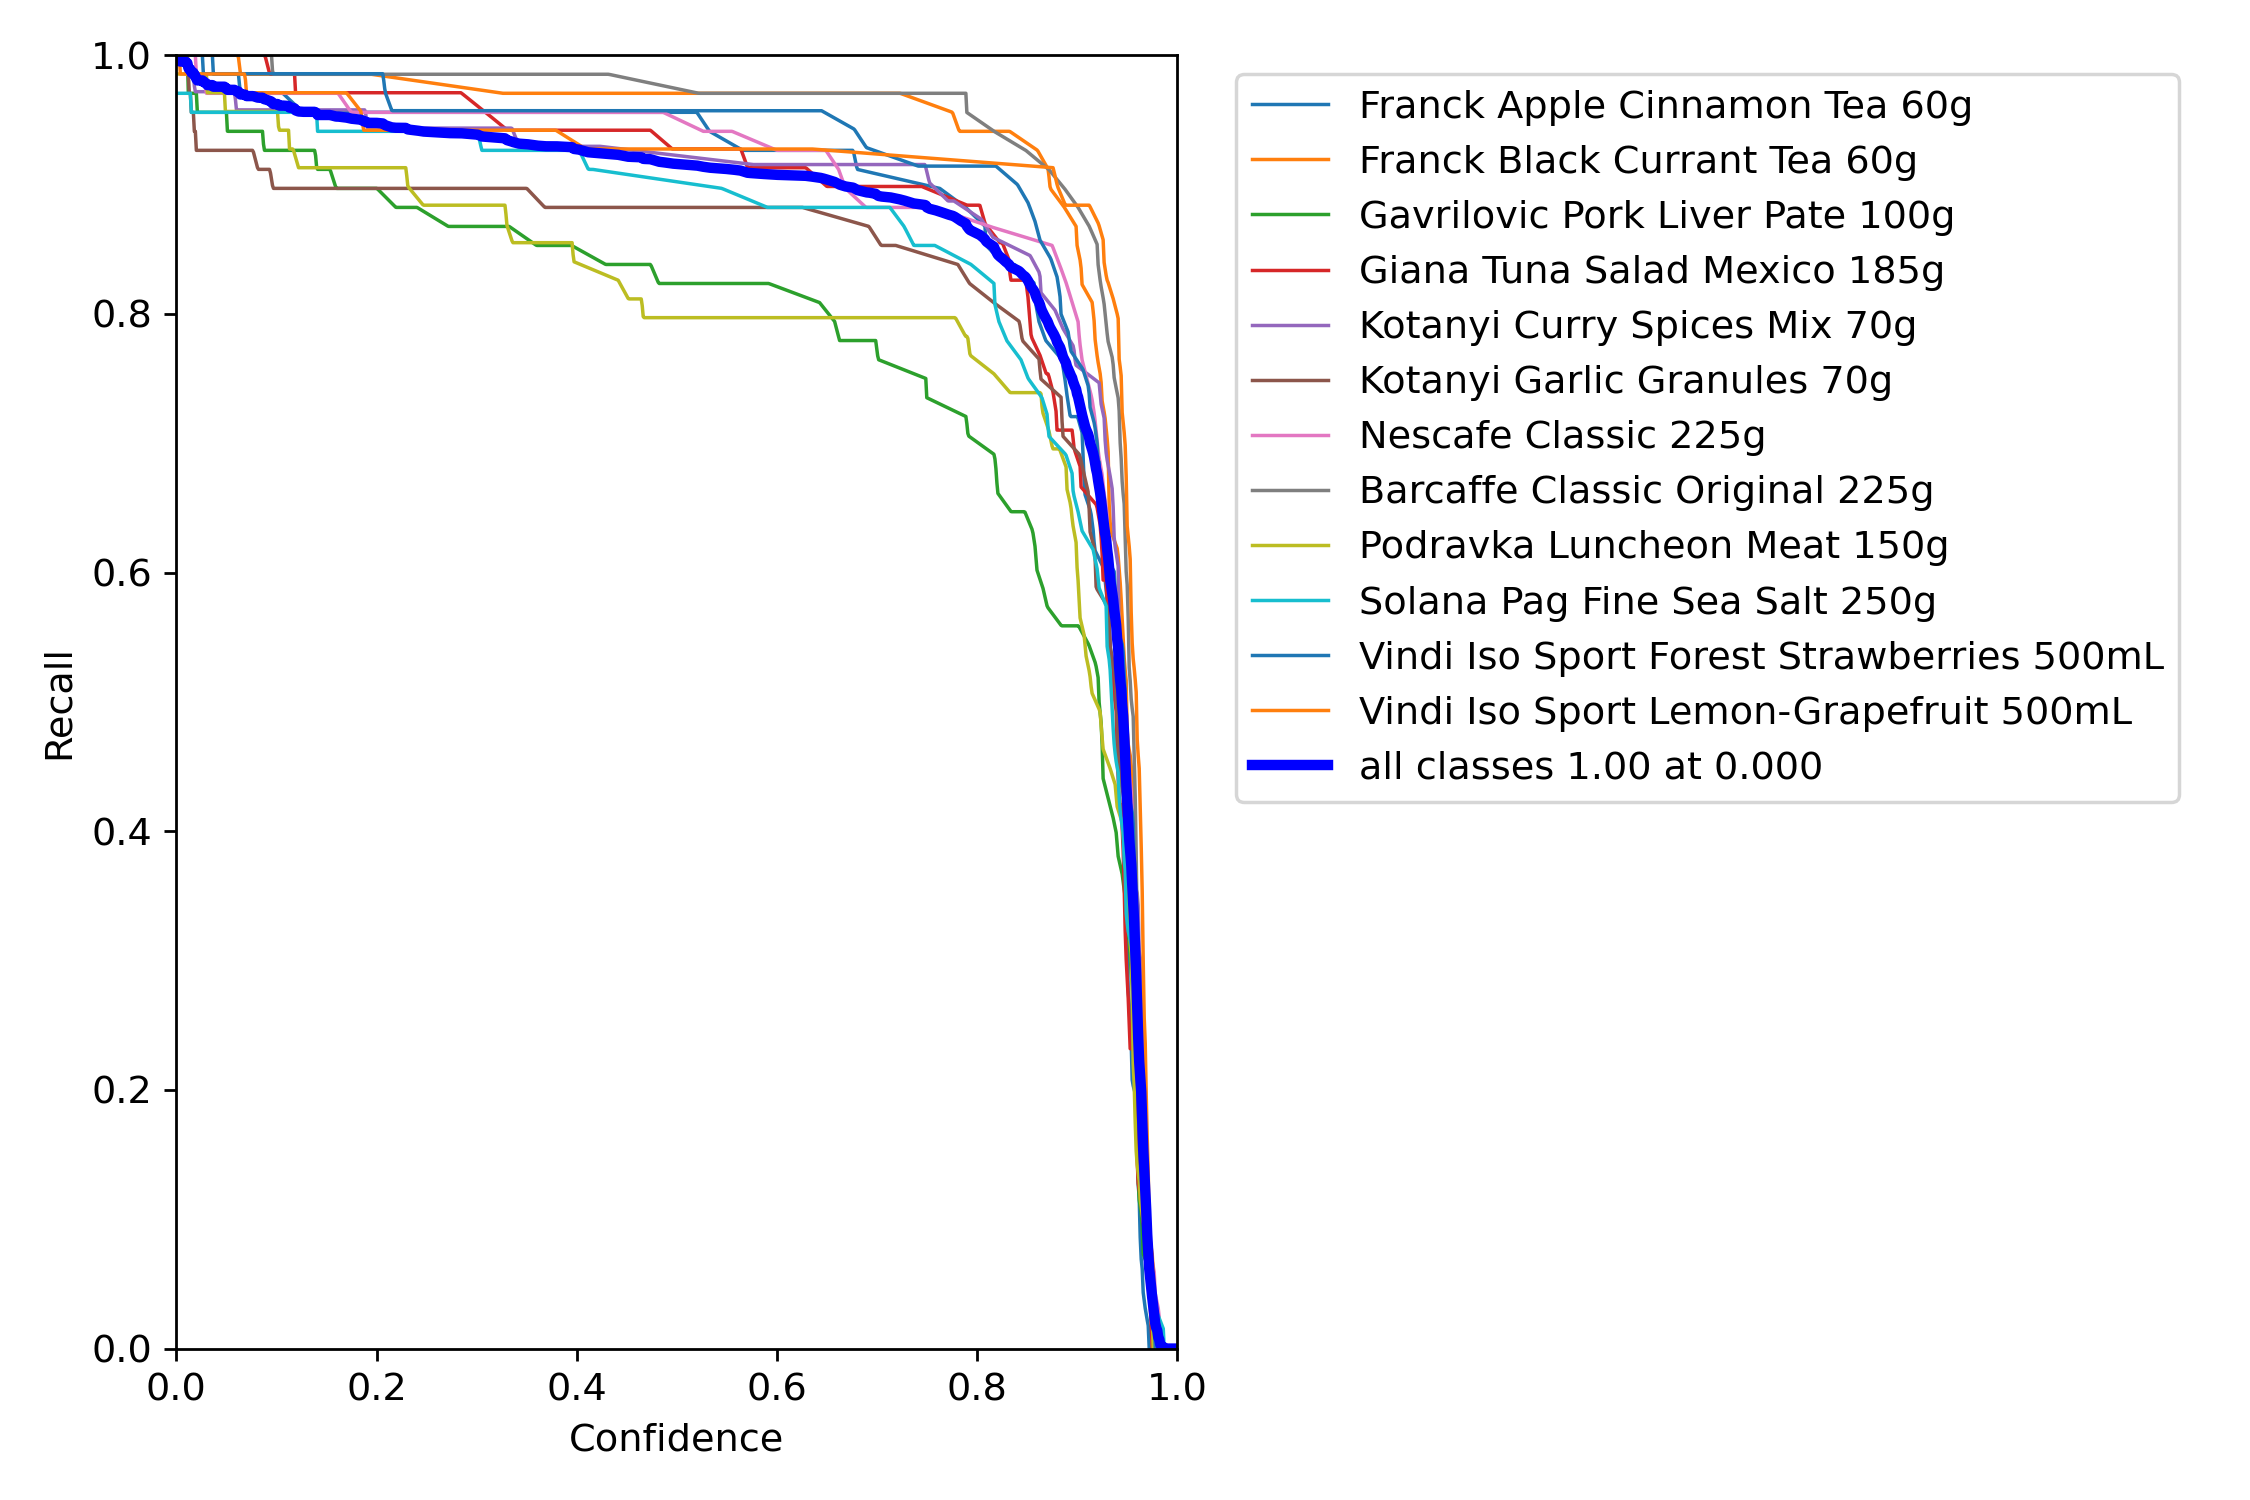 1.0
0.8
0.6
0.4
0.2
0.0
Recall
0.0 0.2 0.4 0.6 0.8 1.0
Confidence
Franck Apple Cinnamon Tea 60g
Franck Black Currant Tea 60g
Gavrilovic Pork Liver Pate 100g
Giana Tuna Salad Mexico 185g
Kotanyi Curry Spices Mix 70g
Kotanyi Garlic Granules 70g
Nescafe Classic 225g
Barcaffe Classic Original 225g
Podravka Luncheon Meat 150g
Solana Pag Fine Sea Salt 250g
Vindi Iso Sport Forest Strawberries 500mL
Vindi Iso Sport Lemon-Grapefruit 500mL
all classes 1.00 at 0.000